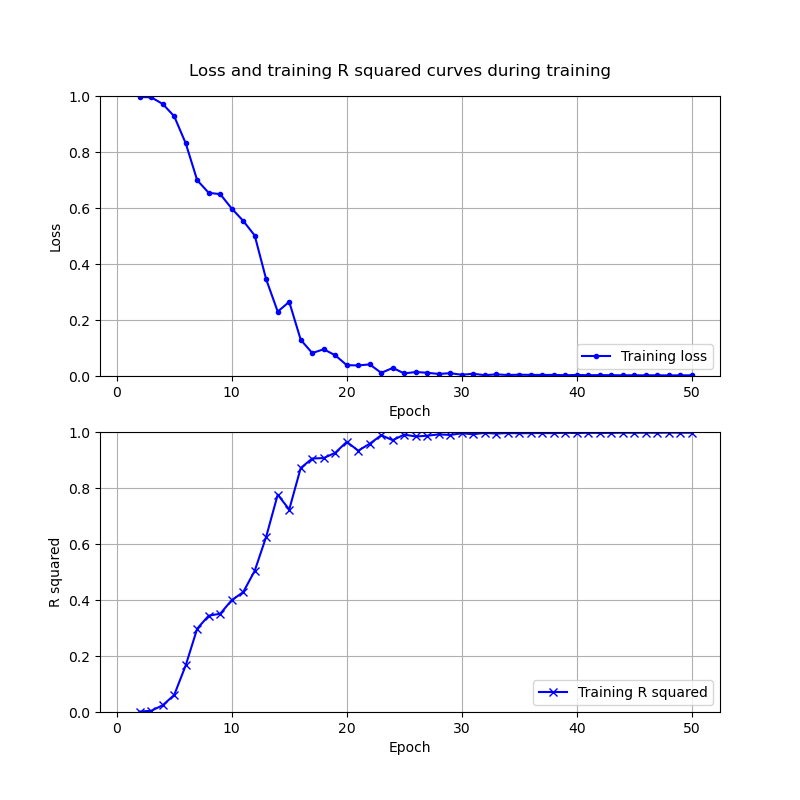 Loss and training R squared curves during training
1.0
0.8
0.6
0.4
0.2
0.0
Loss
Training loss
0 10 20 30 40 50
Epoch
1.0
0.8
0.6
0.4
0.2
0.0
R squared
Training R squared
0 10 20 30 40 50
Epoch